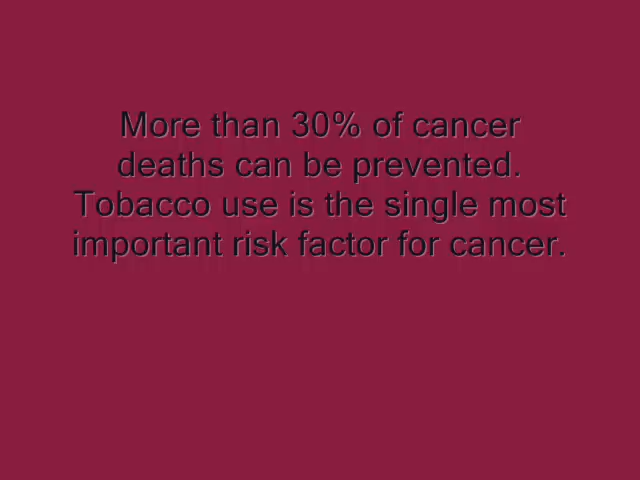 More than 30% of cancer
deaths can be prevented.
Tobacco use is the single most
important risk factor for cancer.